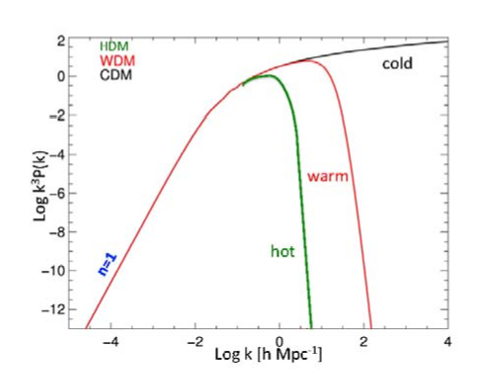 HDM
WDM
CDM
cold
warm
hot
n=1
Log k³P(k)
2
0
−2
−4
−6
−8
−10
−12
−4
−2
0
2
4
Log k [h Mpc⁻¹]